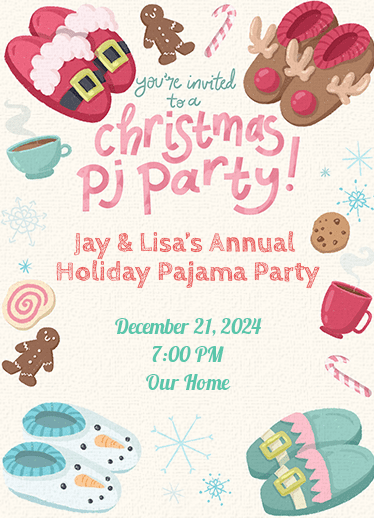 you're invited
to a
christmas
pj party!
Jay & Lisa's Annual
Holiday Pajama Party
December 21, 2024
7:00 PM
Our Home